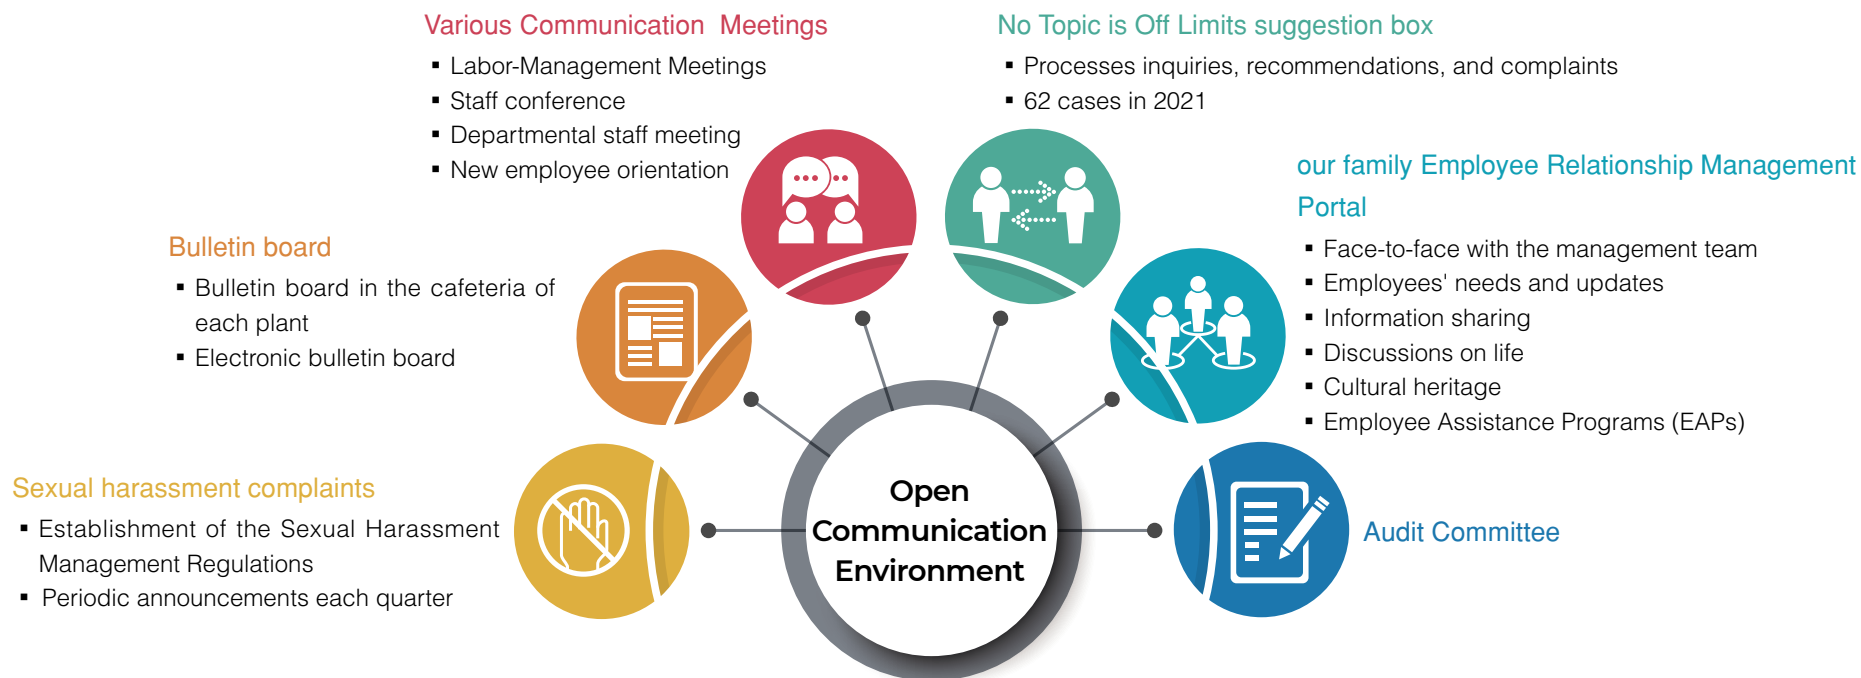 Various Communication  Meetings
▪ Labor-Management Meetings
▪ Staff conference
▪ Departmental staff meeting
▪ New employee orientation
No Topic is Off Limits suggestion box
▪ Processes inquiries, recommendations, and complaints
▪ 62 cases in 2021
our family Employee Relationship Management
Portal
▪ Face-to-face with the management team
▪ Employees' needs and updates
▪ Information sharing
▪ Discussions on life
▪ Cultural heritage
▪ Employee Assistance Programs (EAPs)
Bulletin board
▪ Bulletin board in the cafeteria of
each plant
▪ Electronic bulletin board
Sexual harassment complaints
▪ Establishment of the Sexual Harassment
Management Regulations
▪ Periodic announcements each quarter
Open
Communication
Environment
Audit Committee